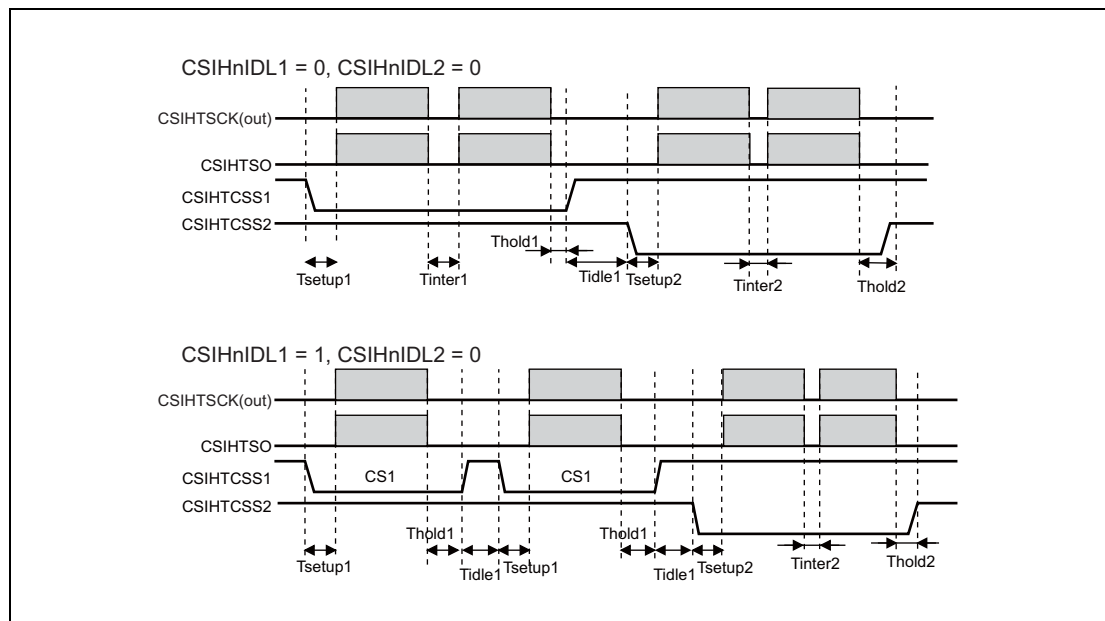 CSIHnIDL1 = 0, CSIHnIDL2 = 0
CSIHTSCK(out)
CSIHTSO
CSIHTCSS1
CSIHTCSS2
Thold1
Tsetup1
Tinter1
Tidle1
Tsetup2
Tinter2
Thold2
CSIHnIDL1 = 1, CSIHnIDL2 = 0
CSIHTSCK(out)
CSIHTSO
CSIHTCSS1
CS1
CS1
CSIHTCSS2
Thold1
Thold1
Tsetup1
Tidle1
Tsetup1
Tidle1
Tsetup2
Tinter2
Thold2